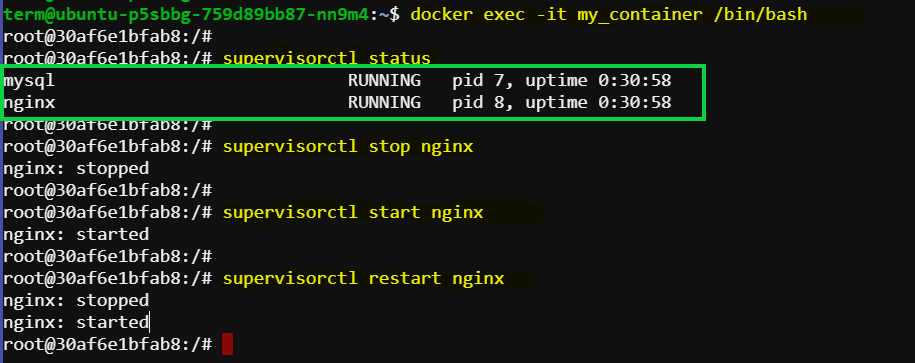 term@ubuntu-p5sbbg-759d89bb87-nn9m4:~$ docker exec -it my_container /bin/bash
root@30af6e1bfab8:/#
root@30af6e1bfab8:/# supervisorctl status
mysql                            RUNNING   pid 7, uptime 0:30:58
nginx                            RUNNING   pid 8, uptime 0:30:58
root@30af6e1bfab8:/#
root@30af6e1bfab8:/# supervisorctl stop nginx
nginx: stopped
root@30af6e1bfab8:/#
root@30af6e1bfab8:/# supervisorctl start nginx
nginx: started
root@30af6e1bfab8:/#
root@30af6e1bfab8:/# supervisorctl restart nginx
nginx: stopped
nginx: started
root@30af6e1bfab8:/#